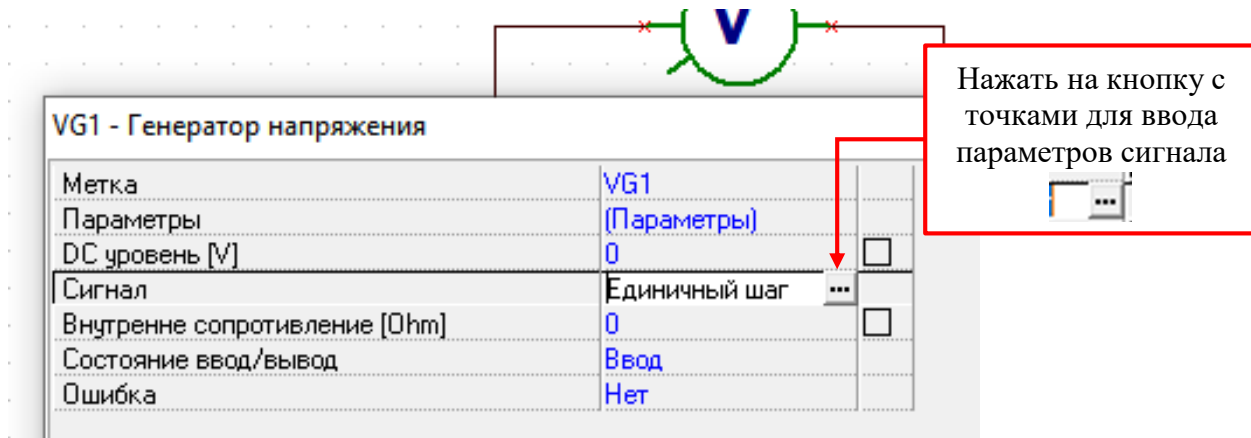 V
Нажать на кнопку с
точками для ввода
параметров сигнала
...
VG1 - Генератор напряжения
Метка VG1
Параметры (Параметры)
DC уровень [V] 0
Сигнал Единичный шаг ...
Внутренне сопротивление [Ohm] 0
Состояние ввод/вывод Ввод
Ошибка Нет